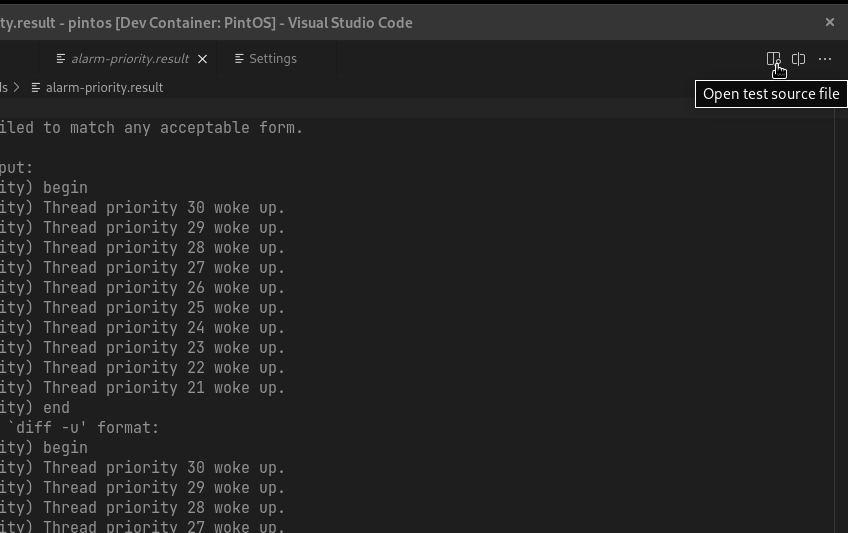 ty.result - pintos [Dev Container: PintOS] - Visual Studio Code
alarm-priority.result
Settings
ds > alarm-priority.result
Open test source file
iled to match any acceptable form.
put:
ity) begin
ity) Thread priority 30 woke up.
ity) Thread priority 29 woke up.
ity) Thread priority 28 woke up.
ity) Thread priority 27 woke up.
ity) Thread priority 26 woke up.
ity) Thread priority 25 woke up.
ity) Thread priority 24 woke up.
ity) Thread priority 23 woke up.
ity) Thread priority 22 woke up.
ity) Thread priority 21 woke up.
ity) end
`diff -u' format:
ity) begin
ity) Thread priority 30 woke up.
ity) Thread priority 29 woke up.
ity) Thread priority 28 woke up.
ity) Thread priority 27 woke up.